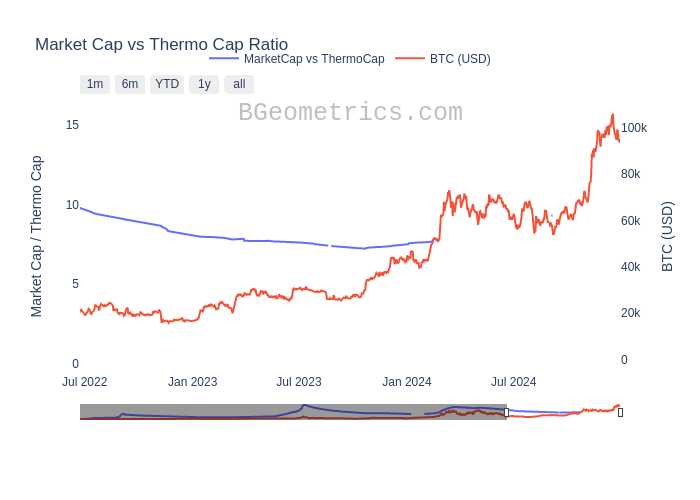 Market Cap vs Thermo Cap Ratio
MarketCap vs ThermoCap
BTC (USD)
1m
6m
YTD
1y
all
BGeometrics.com
15
10
5
0
Market Cap / Thermo Cap
100k
80k
60k
40k
20k
0
BTC (USD)
Jul 2022
Jan 2023
Jul 2023
Jan 2024
Jul 2024